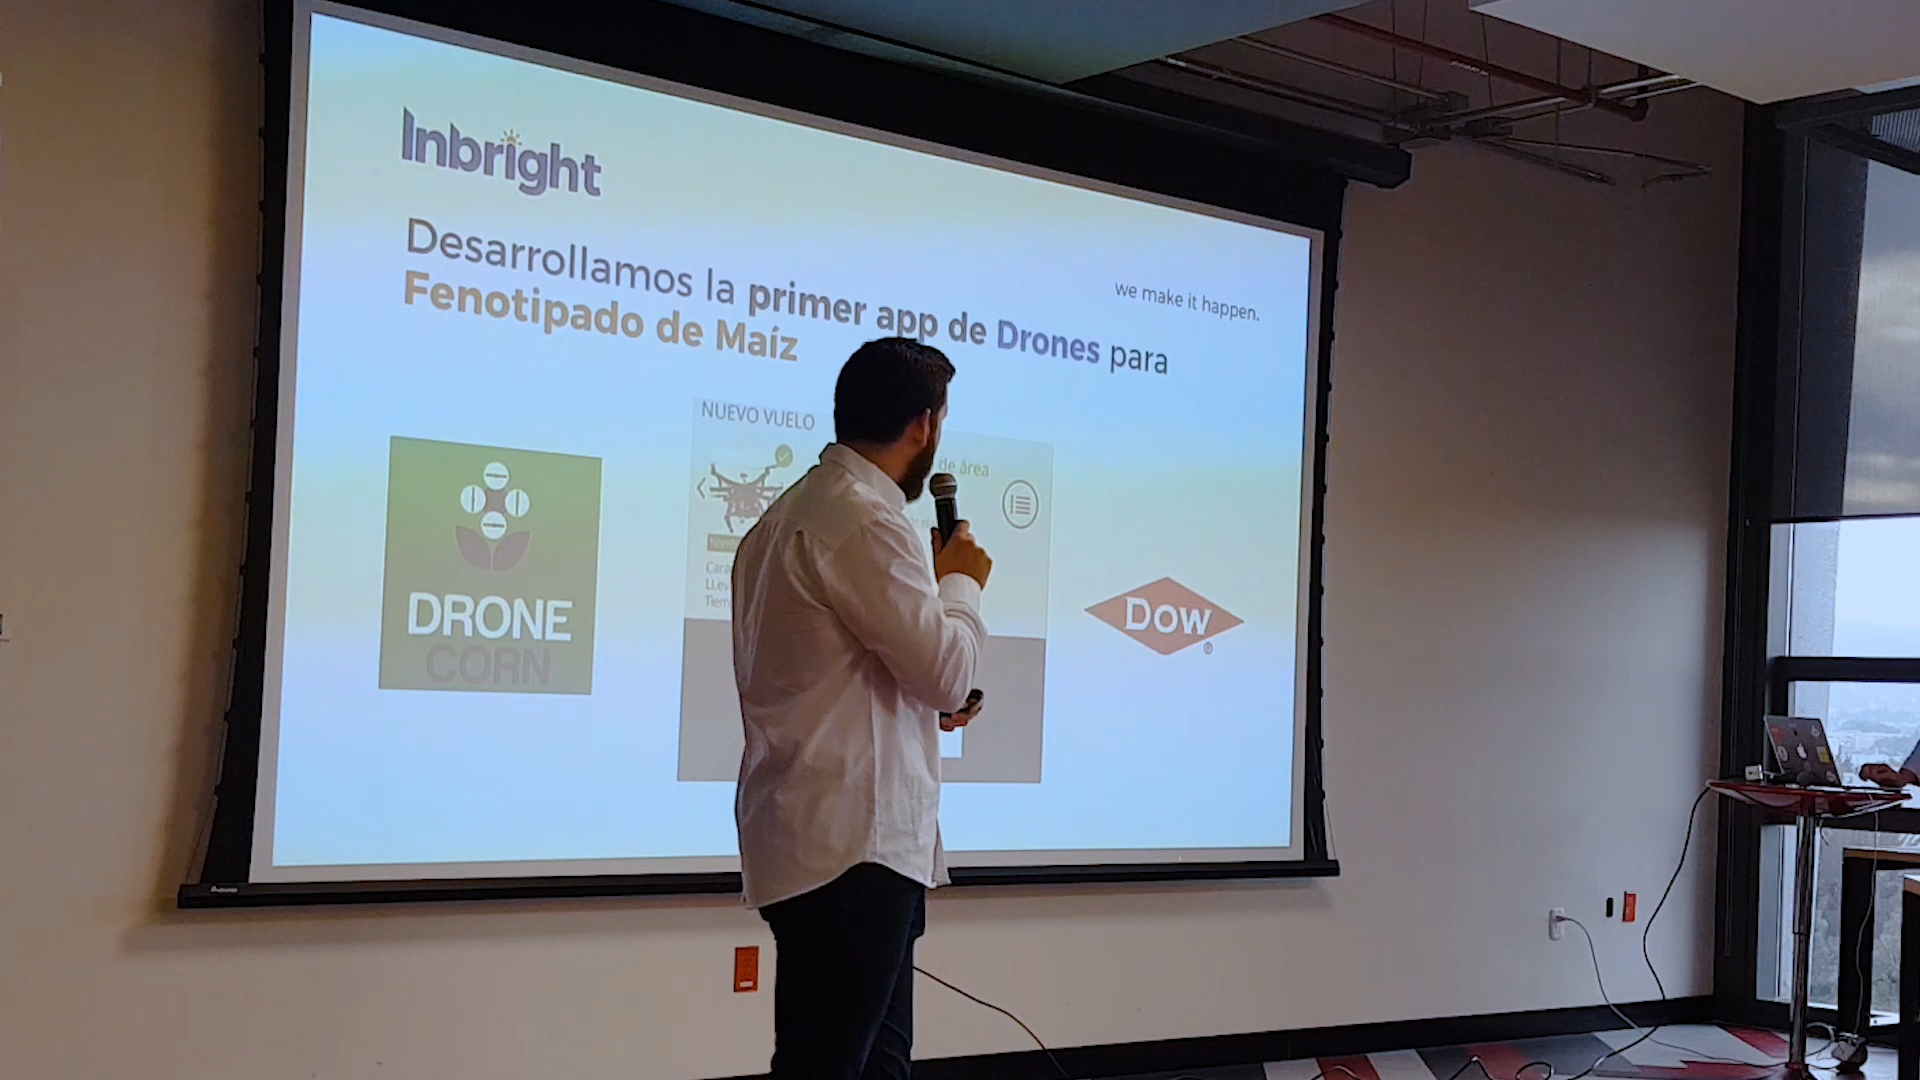 Inbright
we make it happen.
Desarrollamos la primer app de Drones para
Fenotipado de Maíz
NUEVO VUELO
de área
DRONE
CORN
DOW